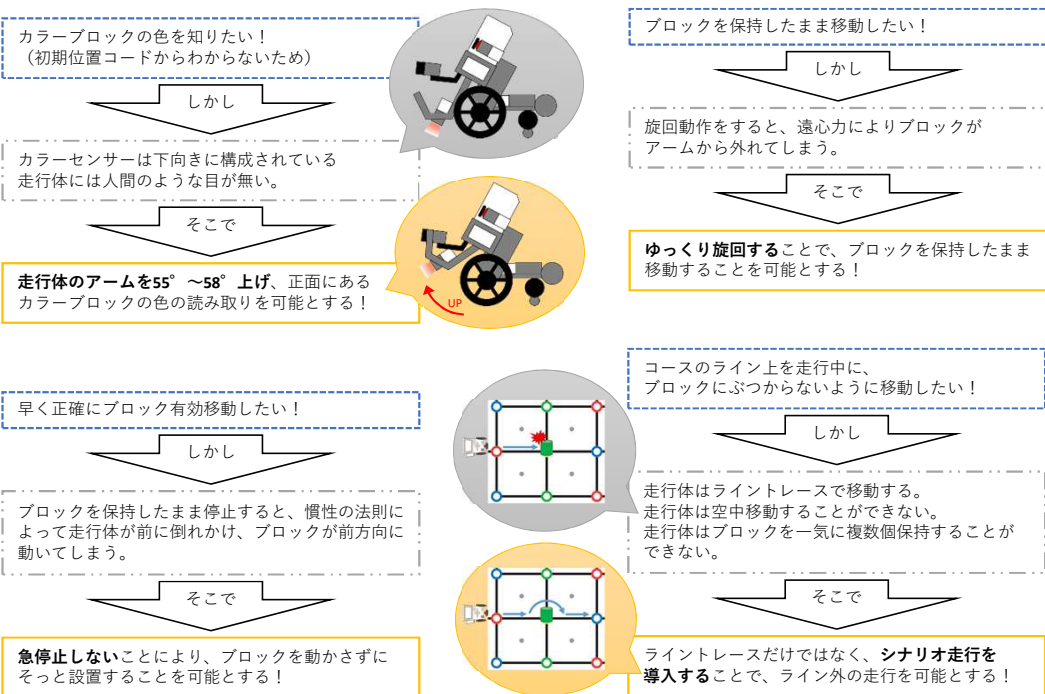 カラーブロックの色を知りたい！
（初期位置コードからわからないため）
しかし
カラーセンサーは下向きに構成されている
走行体には人間のような目が無い。
そこで
走行体のアームを55°～58°上げ、正面にある
カラーブロックの色の読み取りを可能とする！
UP
ブロックを保持したまま移動したい！
しかし
旋回動作をすると、遠心力によりブロックが
アームから外れてしまう。
そこで
ゆっくり旋回することで、ブロックを保持したまま
移動することを可能とする！
早く正確にブロック有効移動したい！
しかし
ブロックを保持したまま停止すると、慣性の法則に
よって走行体が前に倒れかけ、ブロックが前方向に
動いてしまう。
そこで
急停止しないことにより、ブロックを動かさずに
そっと設置することを可能とする！
コースのライン上を走行中に、
ブロックにぶつからないように移動したい！
しかし
走行体はライントレースで移動する。
走行体は空中移動することができない。
走行体はブロックを一気に複数個保持することが
できない。
そこで
ライントレースだけではなく、シナリオ走行を
導入することで、ライン外の走行を可能とする！